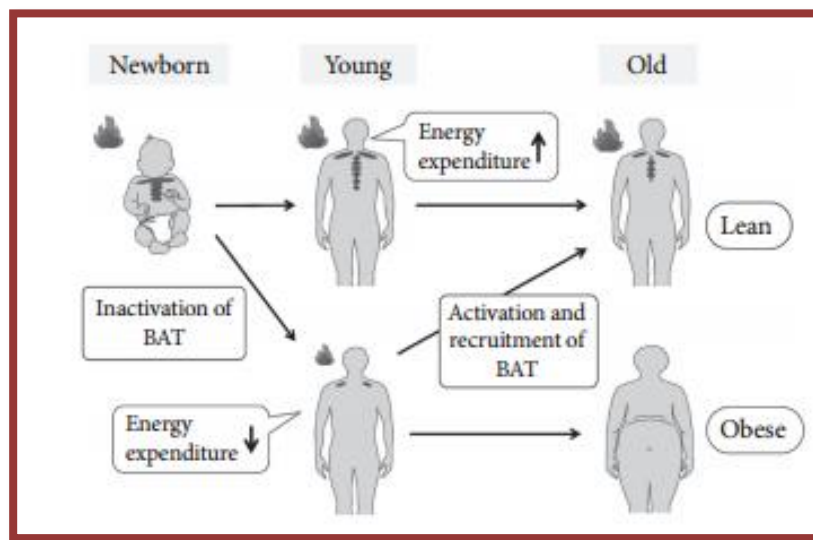 Newborn
Young
Old
Energy
expenditure
Lean
Inactivation of
BAT
Activation and
recruitment of
BAT
Energy
expenditure
Obese